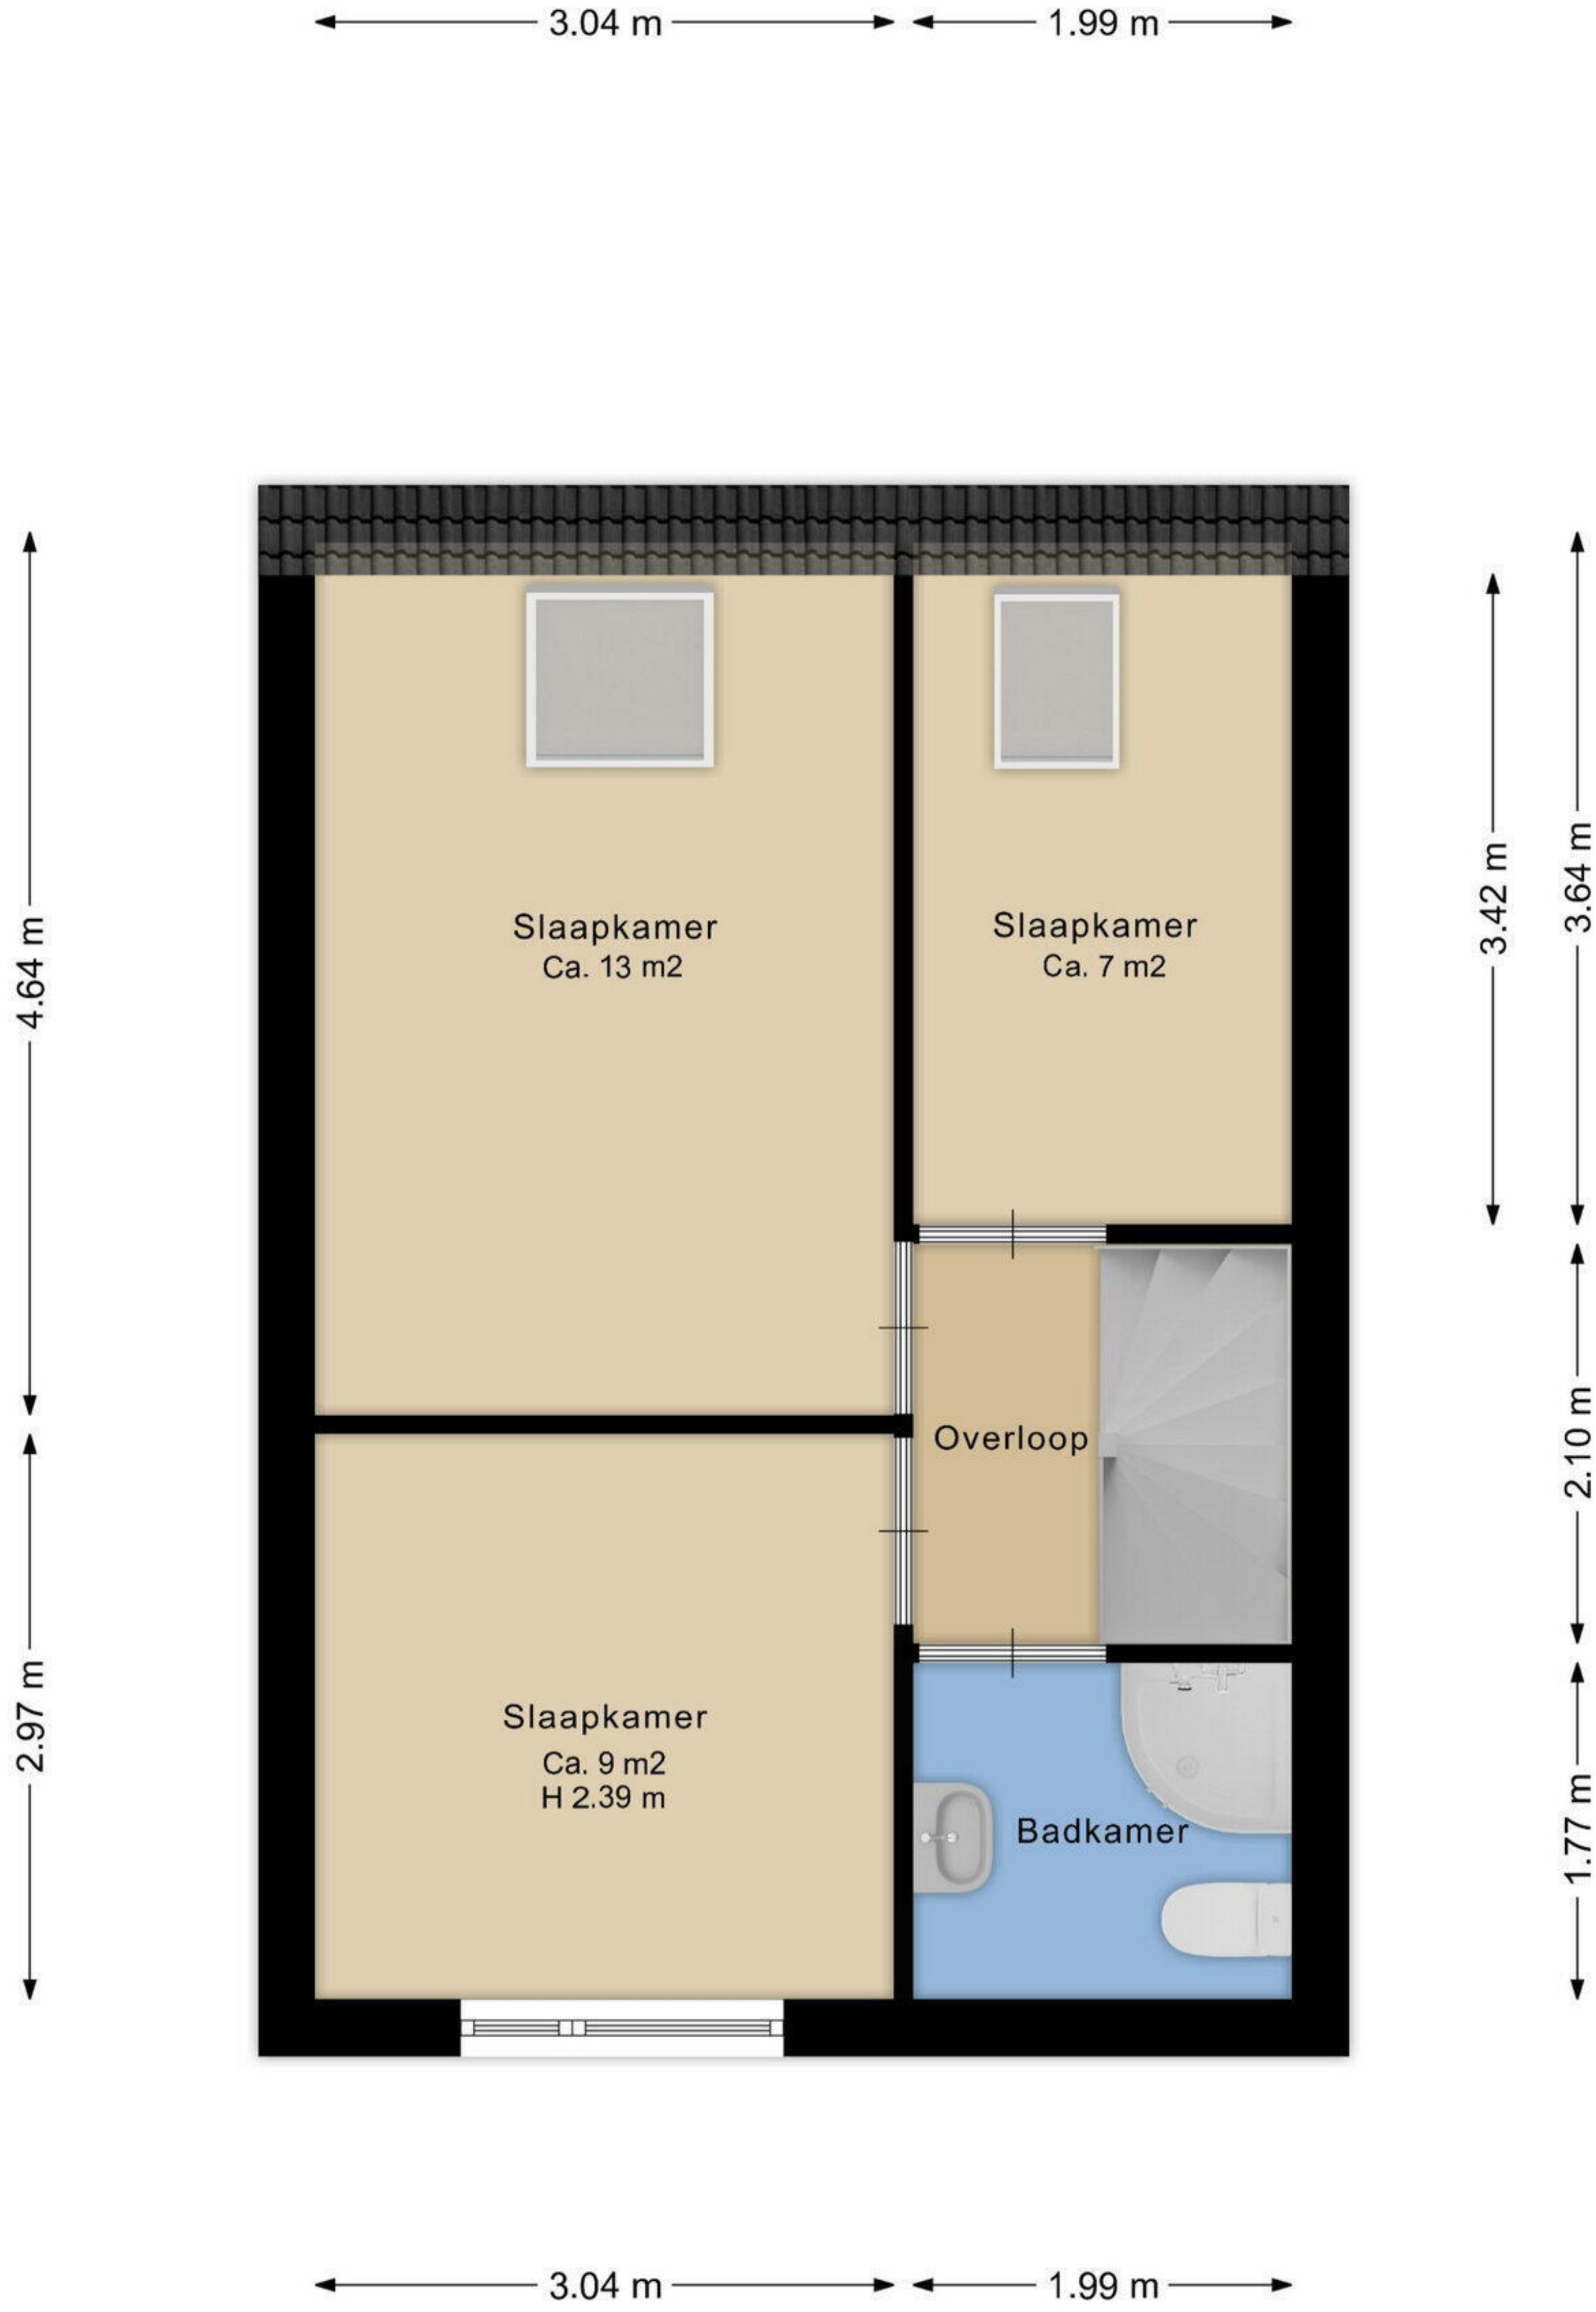 3.04 m
1.99 m
Slaapkamer
Ca. 13 m2
Slaapkamer
Ca. 7 m2
4.64 m
3.42 m
3.64 m
Overloop
2.10 m
Slaapkamer
Ca. 9 m2
H 2.39 m
2.97 m
Badkamer
1.77 m
3.04 m
1.99 m